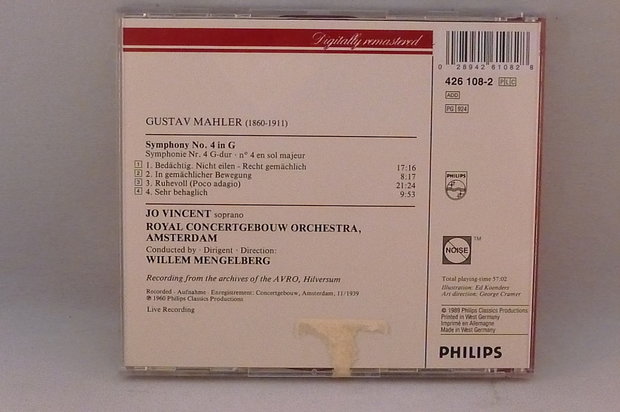 Digitally remastered
0 28942 61082 8
426 108-2 PLC
ADD
PG 924
GUSTAV MAHLER (1860-1911)
Symphony No. 4 in G
Symphonie Nr. 4 G-dur · n° 4 en sol majeur
1 1. Bedächtig. Nicht eilen - Recht gemächlich 17:16
2 2. In gemächlicher Bewegung 8:17
3 3. Ruhevoll (Poco adagio) 21:24
4 4. Sehr behaglich 9:53
JO VINCENT soprano
ROYAL CONCERTGEBOUW ORCHESTRA,
AMSTERDAM
Conducted by · Dirigent · Direction:
WILLEM MENGELBERG
Recording from the archives of the AVRO, Hilversum
Recorded · Aufnahme · Enregistrement: Concertgebouw, Amsterdam, 11/1939
℗ 1960 Philips Classics Productions
Live Recording
PHILIPS
NO NOISE TM
Total playing-time 57:02
Illustration: Ed Koenders
Art direction: George Cramer
© 1989 Philips Classics Productions
Printed in West Germany
Imprimé en Allemagne
Made in West Germany
PHILIPS